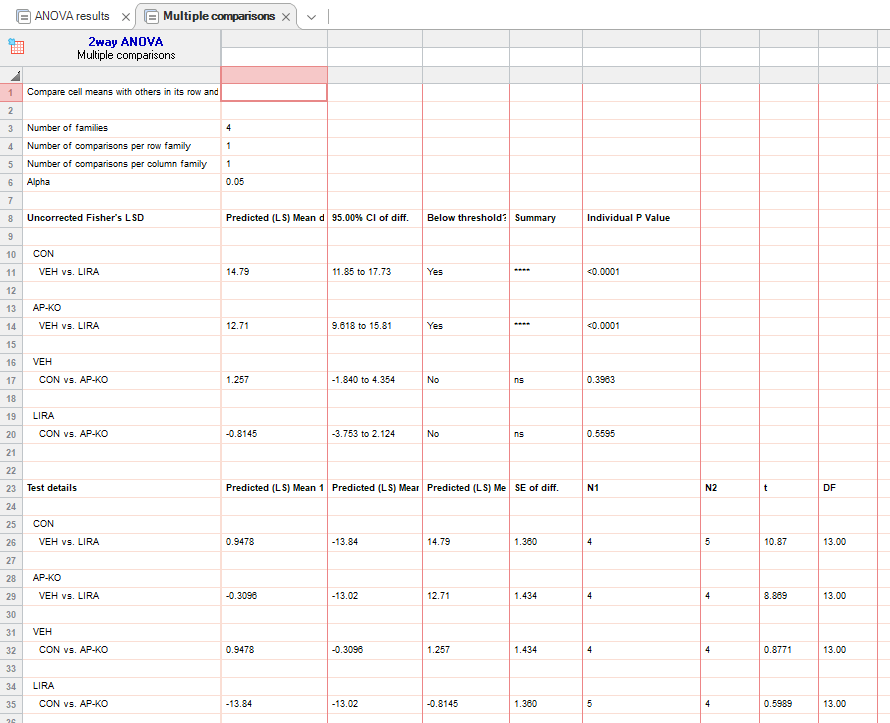 ANOVA results Multiple comparisons
2way ANOVA
Multiple comparisons
1 Compare cell means with others in its row and
2
3 Number of families 4
4 Number of comparisons per row family 1
5 Number of comparisons per column family 1
6 Alpha 0.05
7
8 Uncorrected Fisher's LSD Predicted (LS) Mean d 95.00% CI of diff. Below threshold? Summary Individual P Value
9
10 CON
11 VEH vs. LIRA 14.79 11.85 to 17.73 Yes **** <0.0001
12
13 AP-KO
14 VEH vs. LIRA 12.71 9.618 to 15.81 Yes **** <0.0001
15
16 VEH
17 CON vs. AP-KO 1.257 -1.840 to 4.354 No ns 0.3963
18
19 LIRA
20 CON vs. AP-KO -0.8145 -3.753 to 2.124 No ns 0.5595
21
22
23 Test details Predicted (LS) Mean 1 Predicted (LS) Mean Predicted (LS) Me SE of diff. N1 N2 t DF
24
25 CON
26 VEH vs. LIRA 0.9478 -13.84 14.79 1.360 4 5 10.87 13.00
27
28 AP-KO
29 VEH vs. LIRA -0.3096 -13.02 12.71 1.434 4 4 8.869 13.00
30
31 VEH
32 CON vs. AP-KO 0.9478 -0.3096 1.257 1.434 4 4 0.8771 13.00
33
34 LIRA
35 CON vs. AP-KO -13.84 -13.02 -0.8145 1.360 5 4 0.5989 13.00